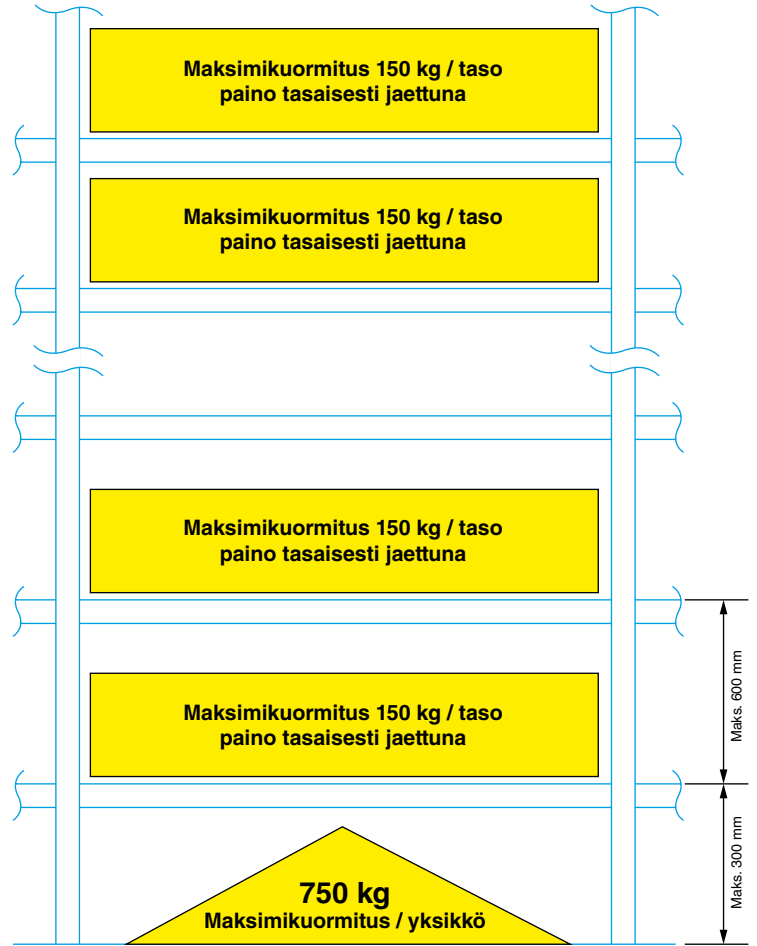 Maksimikuormitus 150 kg / taso
paino tasaisesti jaettuna
Maksimikuormitus 150 kg / taso
paino tasaisesti jaettuna
Maksimikuormitus 150 kg / taso
paino tasaisesti jaettuna
Maks. 600 mm
Maksimikuormitus 150 kg / taso
paino tasaisesti jaettuna
Maks. 300 mm
750 kg
Maksimikuormitus / yksikkö